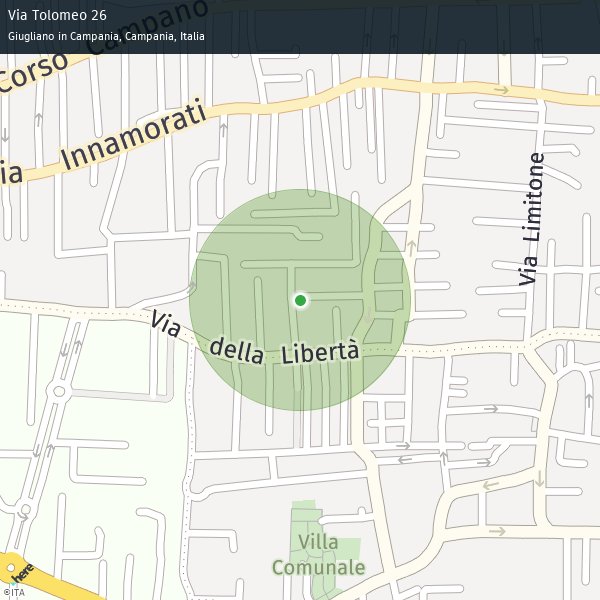 Via Tolomeo 26
Giugliano in Campania, Campania, Italia
Corso Campano
ia Innamorati
Via Limitone
Via della Libertà
Villa
Comunale
here
©ITA